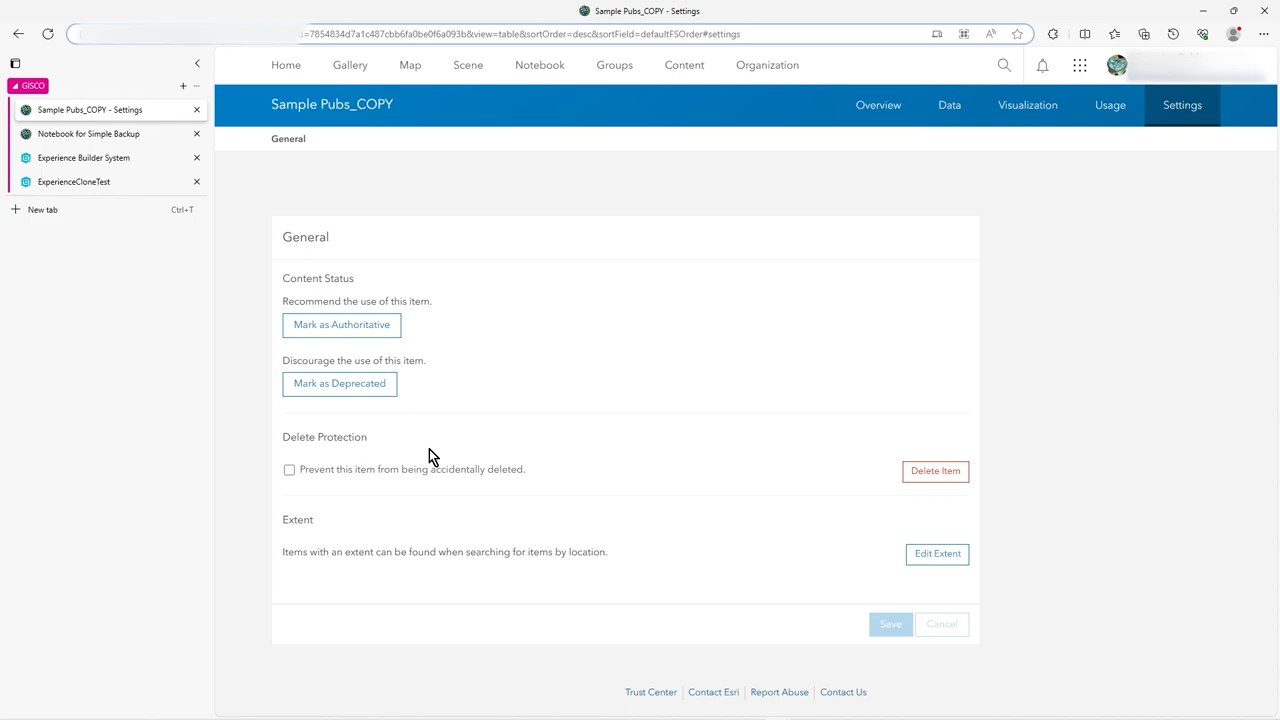 Sample Pubs_COPY - Settings
=7854834d7a1c487cbb6fa0be0f6a093b&view=table&sortOrder=desc&sortField=defaultFSOrder#settings
GISCO
Sample Pubs_COPY - Settings
Notebook for Simple Backup
Experience Builder System
ExperienceCloneTest
New tab Ctrl+T
Home Gallery Map Scene Notebook Groups Content Organization
Sample Pubs_COPY Overview Data Visualization Usage Settings
General
General
Content Status
Recommend the use of this item.
Mark as Authoritative
Discourage the use of this item.
Mark as Deprecated
Delete Protection
Prevent this item from being accidentally deleted. Delete Item
Extent
Items with an extent can be found when searching for items by location. Edit Extent
Save Cancel
Trust Center Contact Esri Report Abuse Contact Us